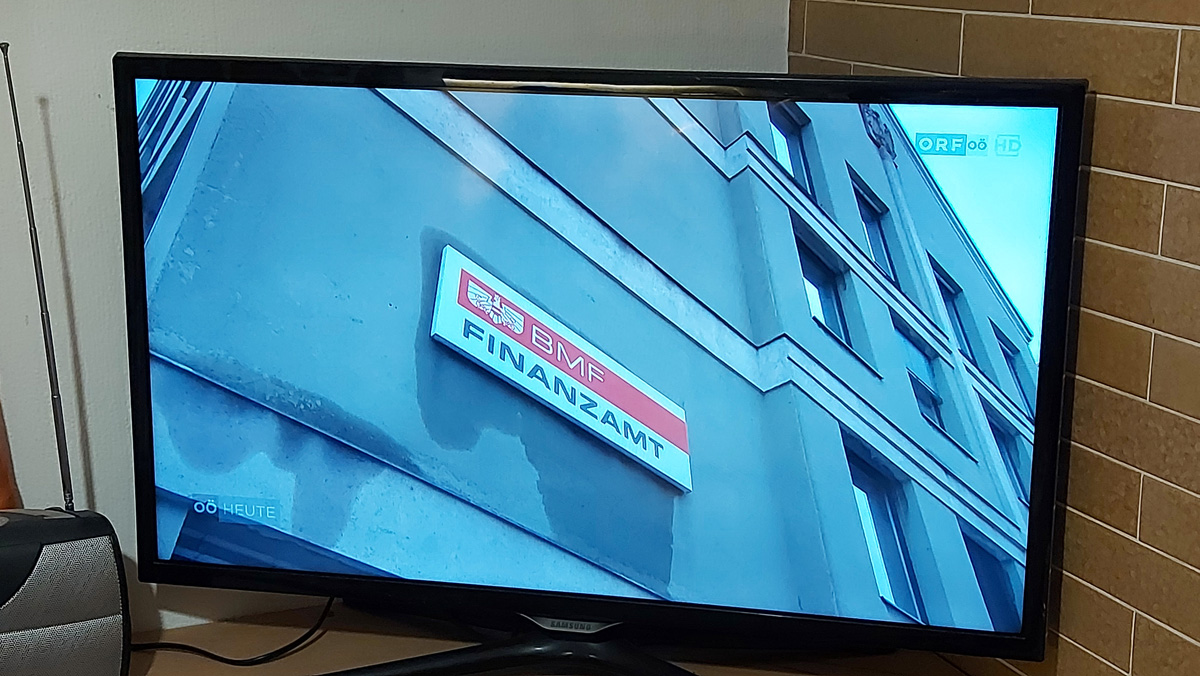 ORF OÖ HD
BMF
FINANZAMT
OÖ HEUTE
SAMSUNG